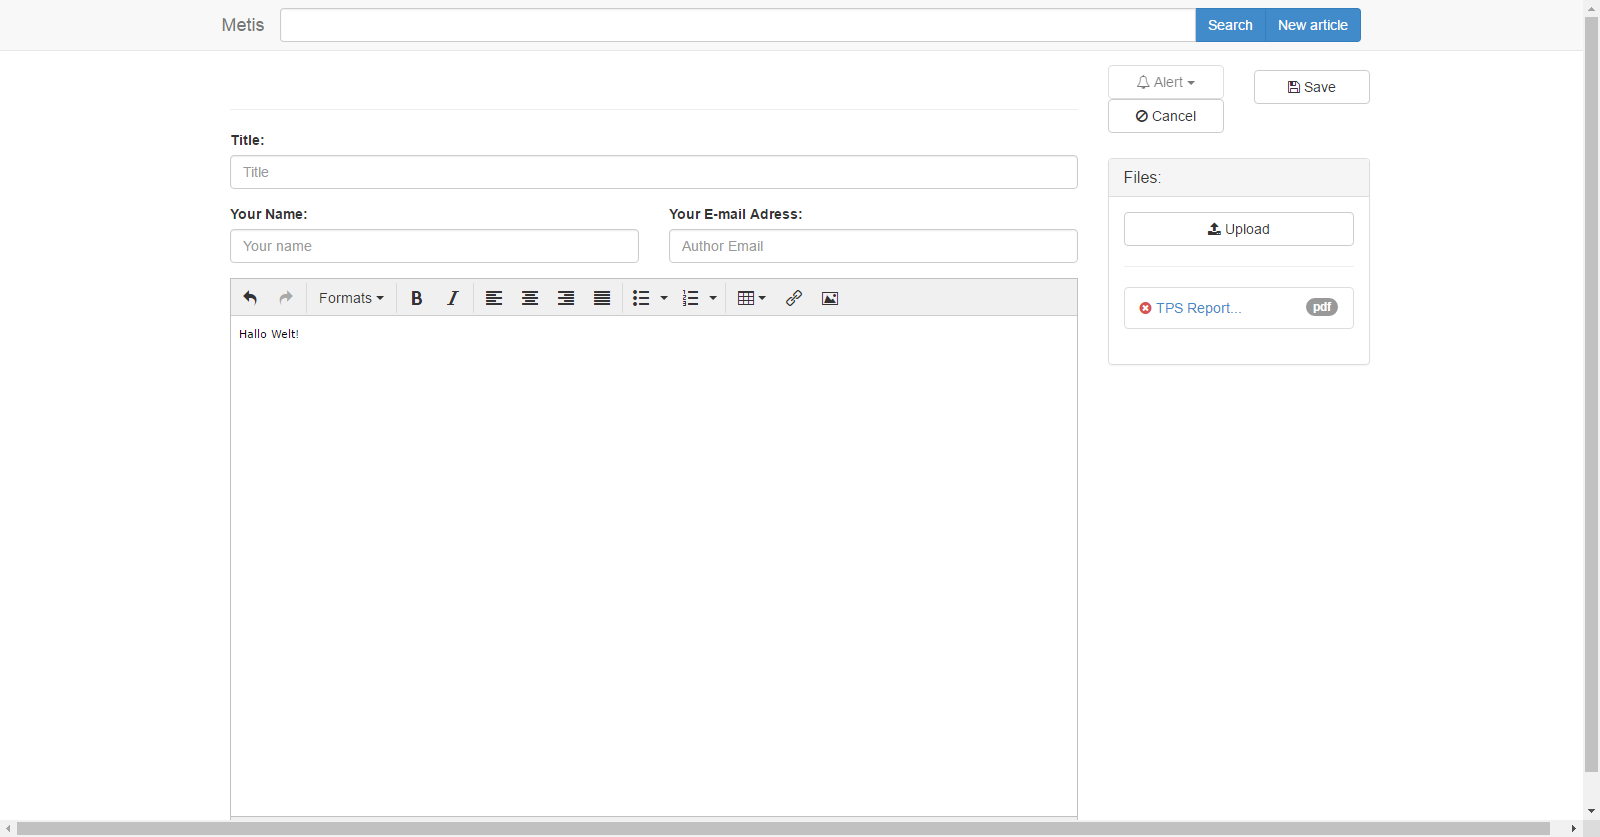 Metis Search New article
Alert Save
Cancel
Title:
Title
Your Name: Your E-mail Adress:
Your name Author Email
Formats B I
Hallo Welt!
Files:
Upload
TPS Report... pdf